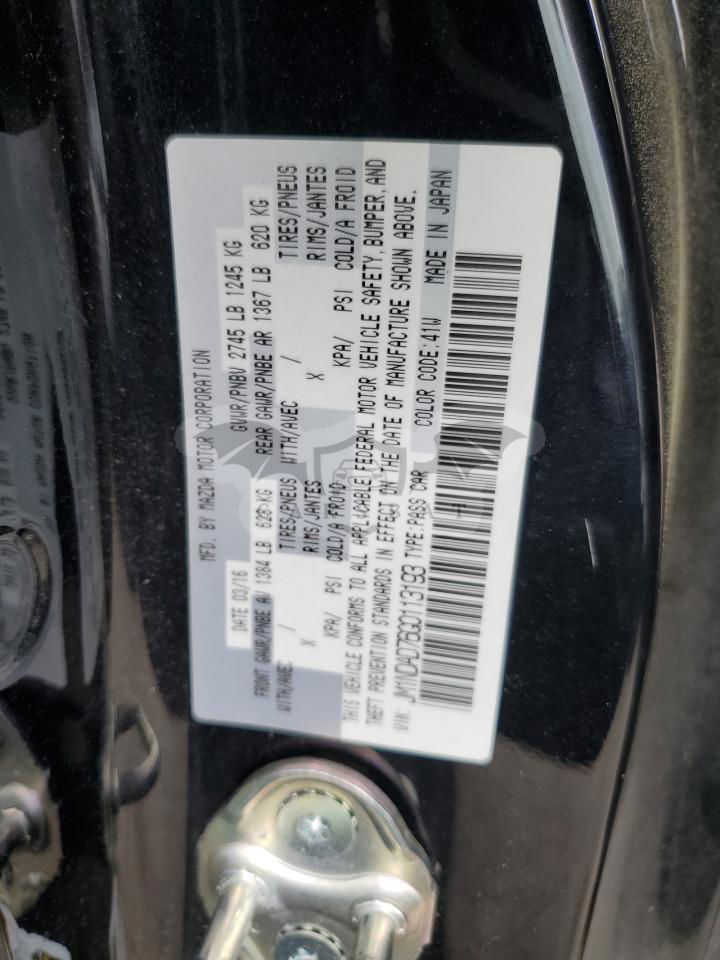 MFD. BY MAZDA MOTOR CORPORATION
DATE 03/16 GVWR/PNBV 2745 LB 1245 KG
FRONT GAWR/PNBE AV 1384 LB 628 KG REAR GAWR/PNBE AR 1367 LB 620 KG
WITH/AVEC / TIRES/PNEUS WITH/AVEC / TIRES/PNEUS
X RIMS/JANTES X RIMS/JANTES
KPA/ PSI COLD/A FROID KPA/ PSI COLD/A FROID
THIS VEHICLE CONFORMS TO ALL APPLICABLE FEDERAL MOTOR VEHICLE SAFETY, BUMPER, AND
THEFT PREVENTION STANDARDS IN EFFECT ON THE DATE OF MANUFACTURE SHOWN ABOVE.
VIN: JM1NDAD75G0113193 TYPE: PASS CAR COLOR CODE: 41W MADE IN JAPAN